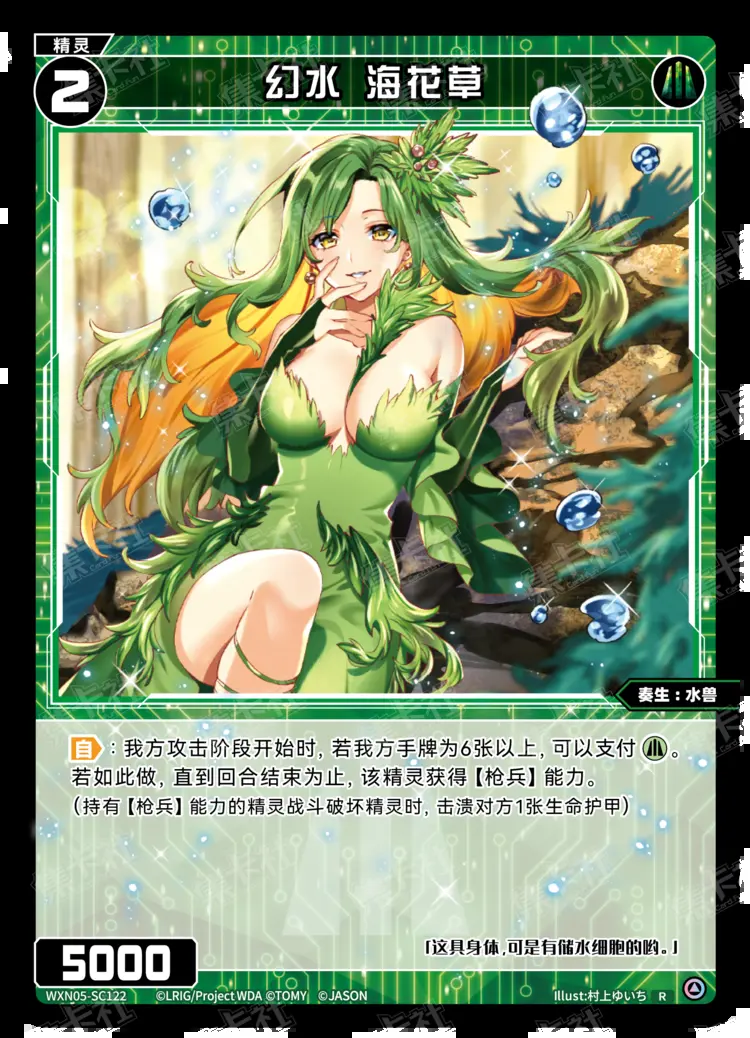 精灵
2
幻水 海花草
奏生：水兽
自：我方攻击阶段开始时, 若我方手牌为6张以上, 可以支付。
若如此做, 直到回合结束为止, 该精灵获得【枪兵】能力。
（持有【枪兵】能力的精灵战斗破坏精灵时, 击溃对方1张生命护甲）
「这具身体,可是有储水细胞的哟。」
5000
WXN05-SC122 ©LRIG/Project WDA ©TOMY ©JASON Illust:村上ゆいち R
集卡社